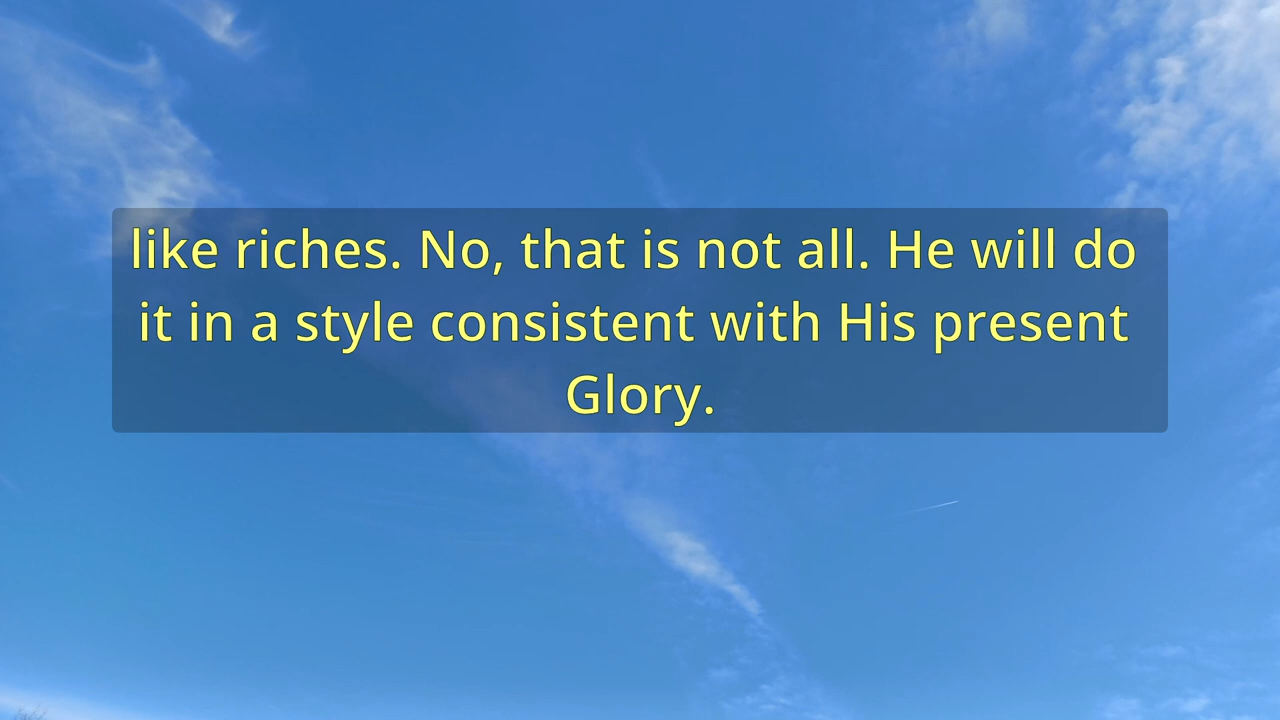 like riches. No, that is not all. He will do
it in a style consistent with His present
Glory.